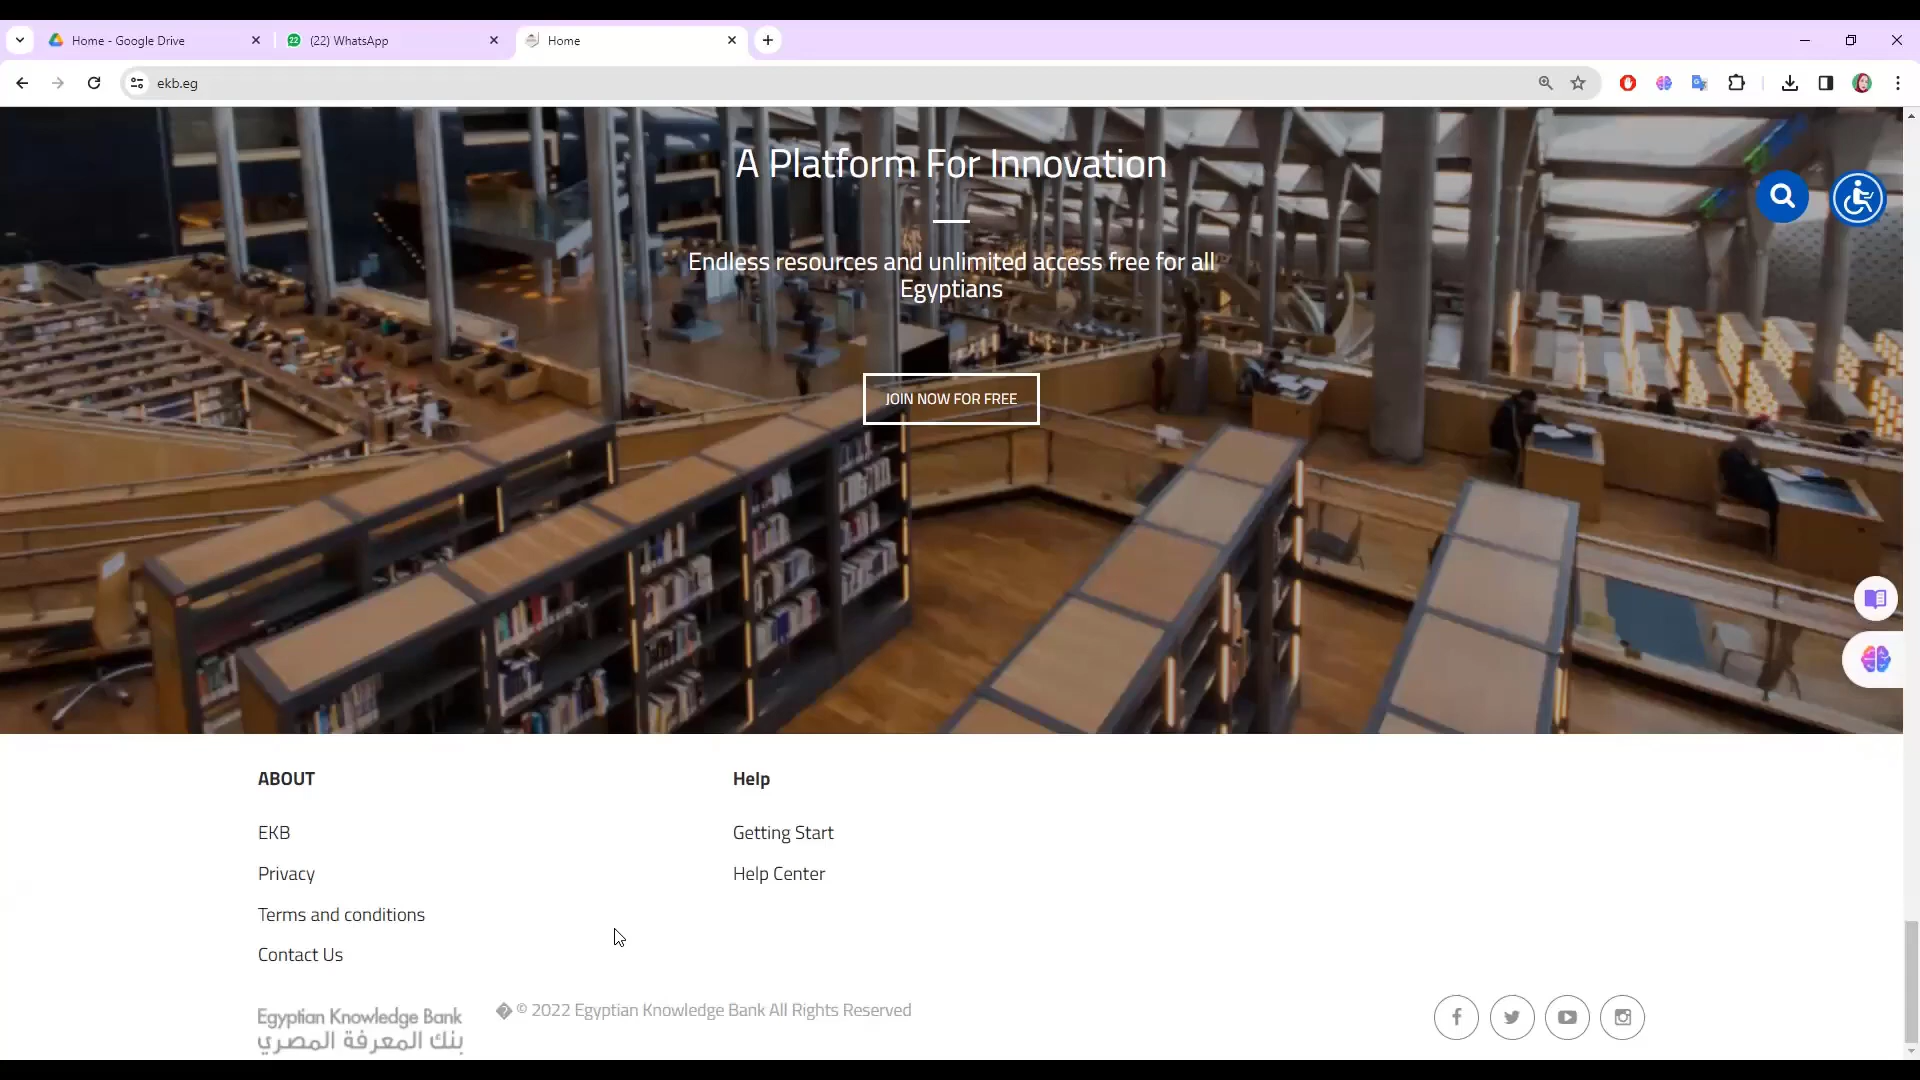 Home - Google Drive
22
(22) WhatsApp
Home
ekb.eg
A Platform For Innovation
Endless resources and unlimited access free for all
Egyptians
JOIN NOW FOR FREE
ABOUT
Help
EKB
Getting Start
Privacy
Help Center
Terms and conditions
Contact Us
� © 2022 Egyptian Knowledge Bank All Rights Reserved
Egyptian Knowledge Bank
بنك المعرفة المصري